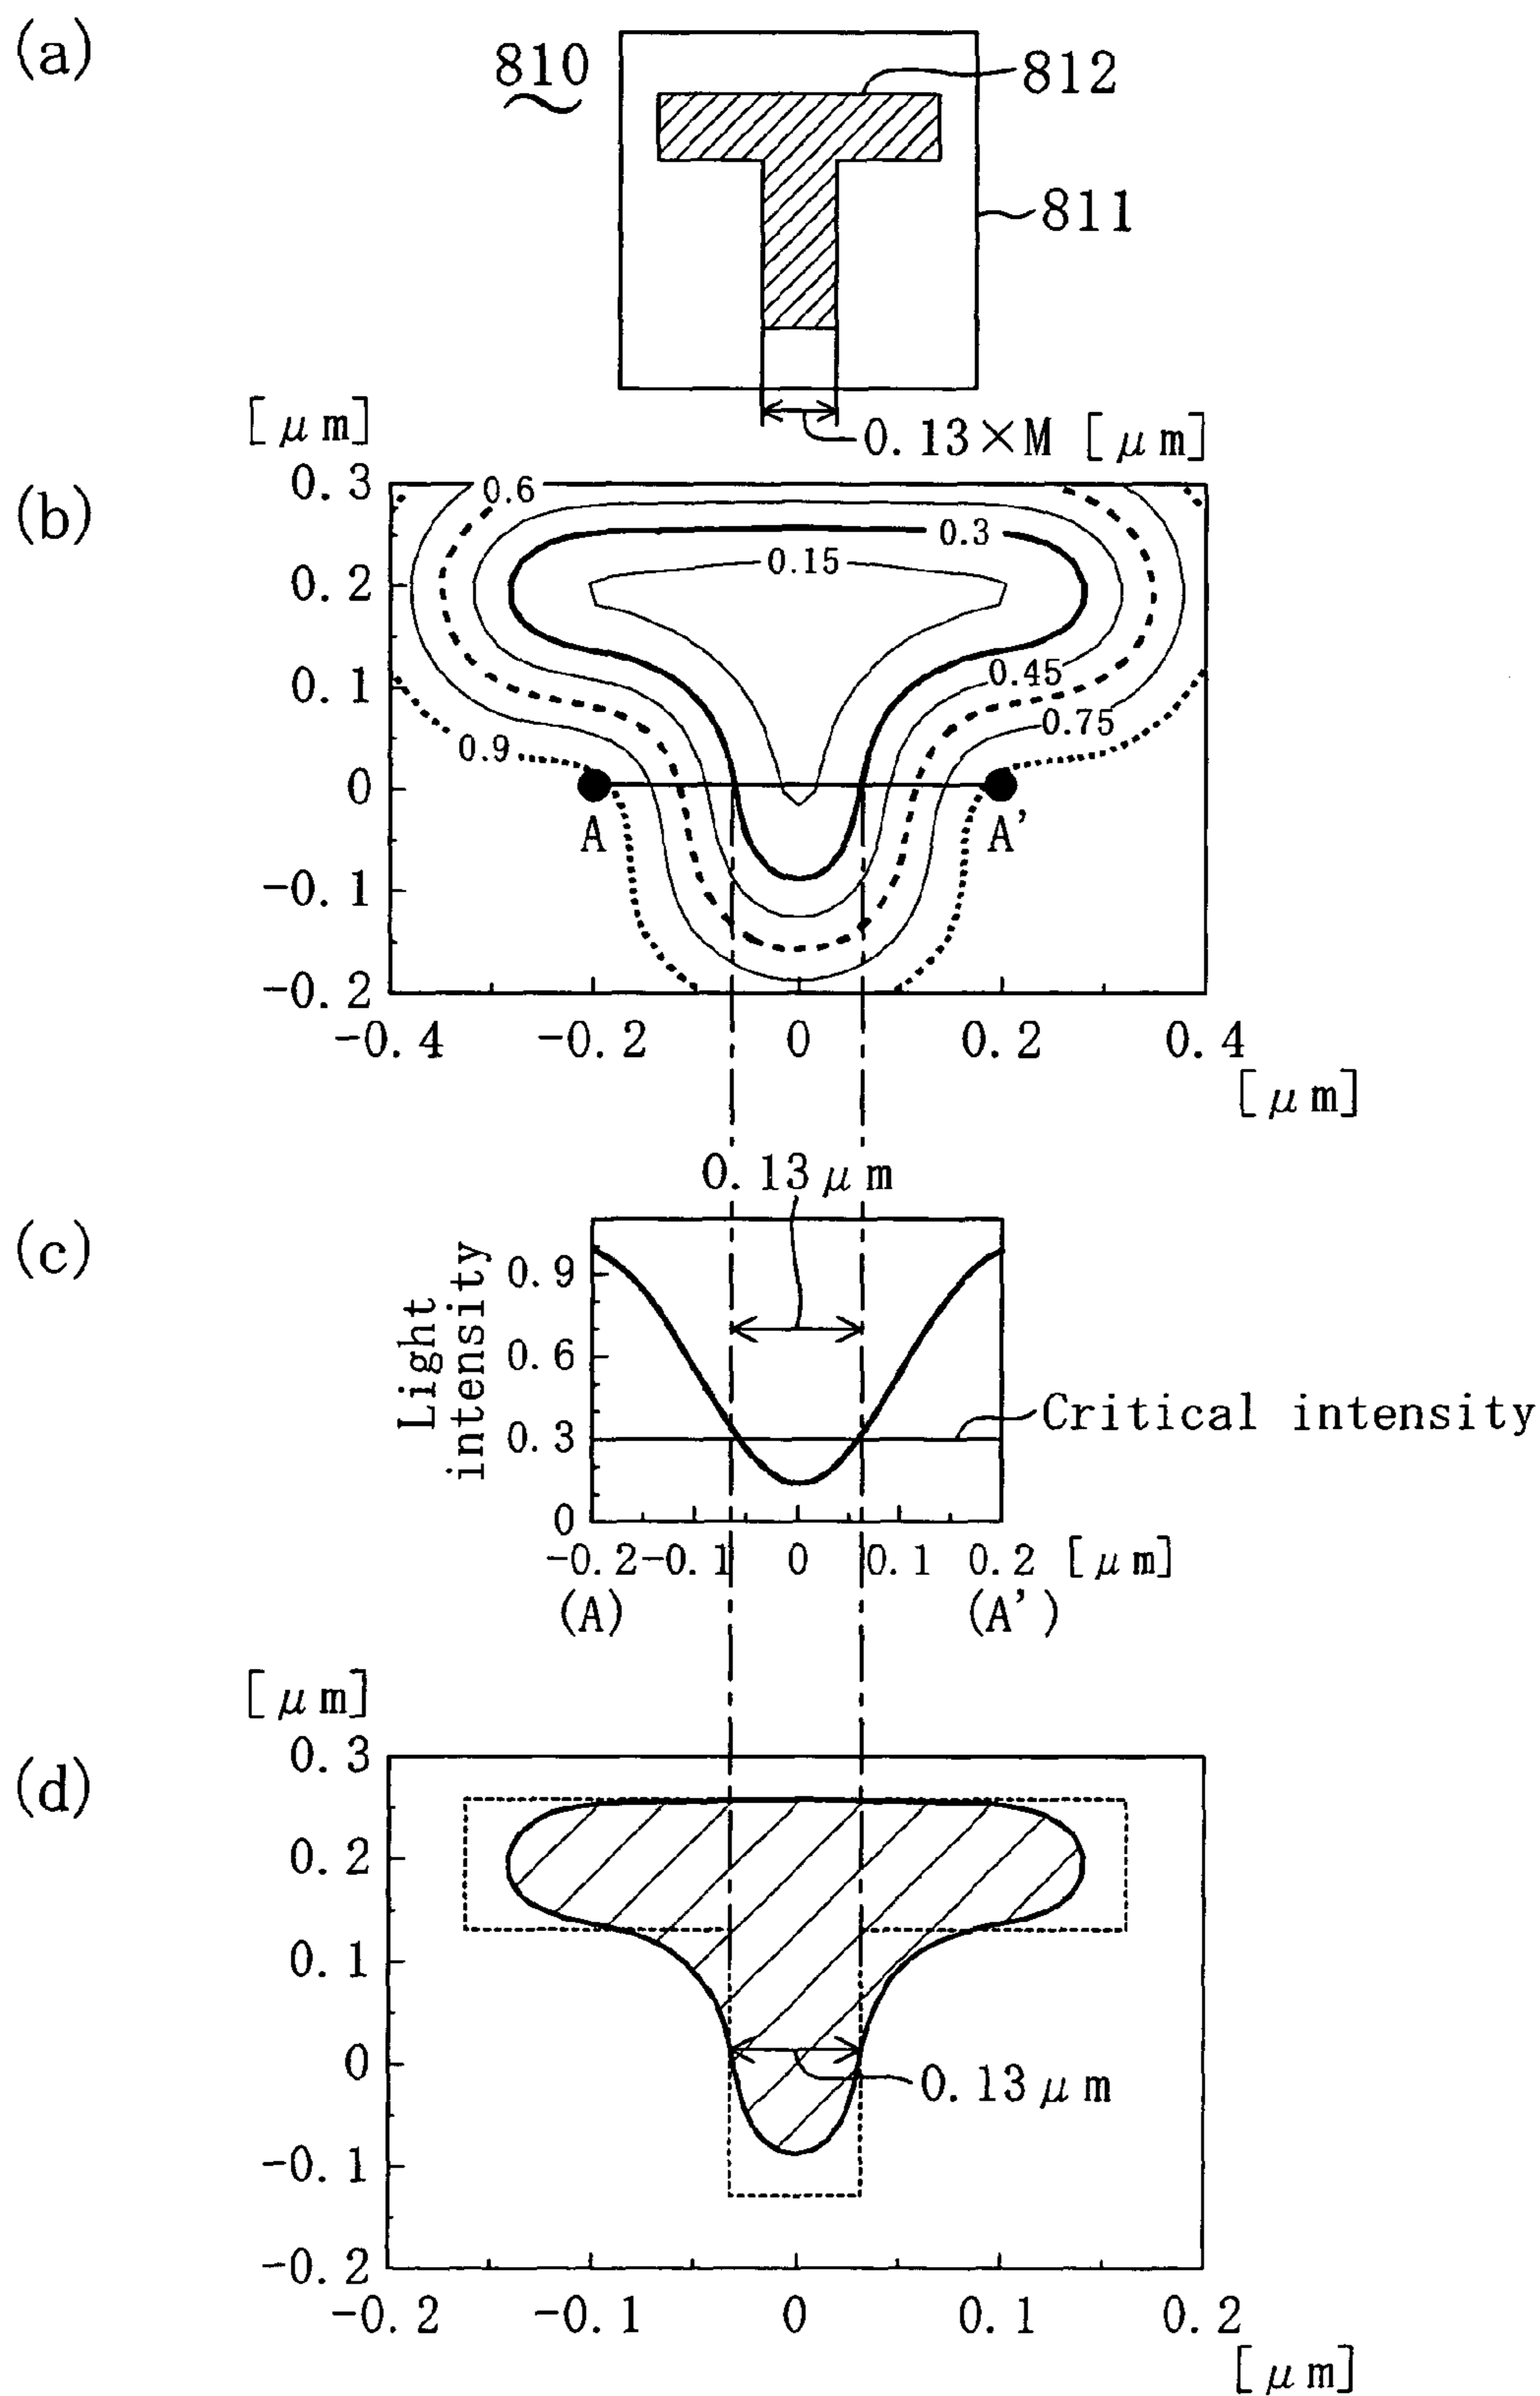 (a)
810
812
811
0.13×M [μm]
(b)
[μm]
0.3
0.2
0.1
0
-0.1
-0.2
0.6
0.3
0.15
0.45
0.75
0.9
A
A'
-0.4
-0.2
0
0.2
0.4
[μm]
(c)
0.13μm
Light
intensity
0.9
0.6
0.3
0
Critical intensity
-0.2
-0.1
0
0.1
0.2
[μm]
(A)
(A')
(d)
[μm]
0.3
0.2
0.1
0
-0.1
-0.2
0.13μm
-0.2
-0.1
0
0.1
0.2
[μm]